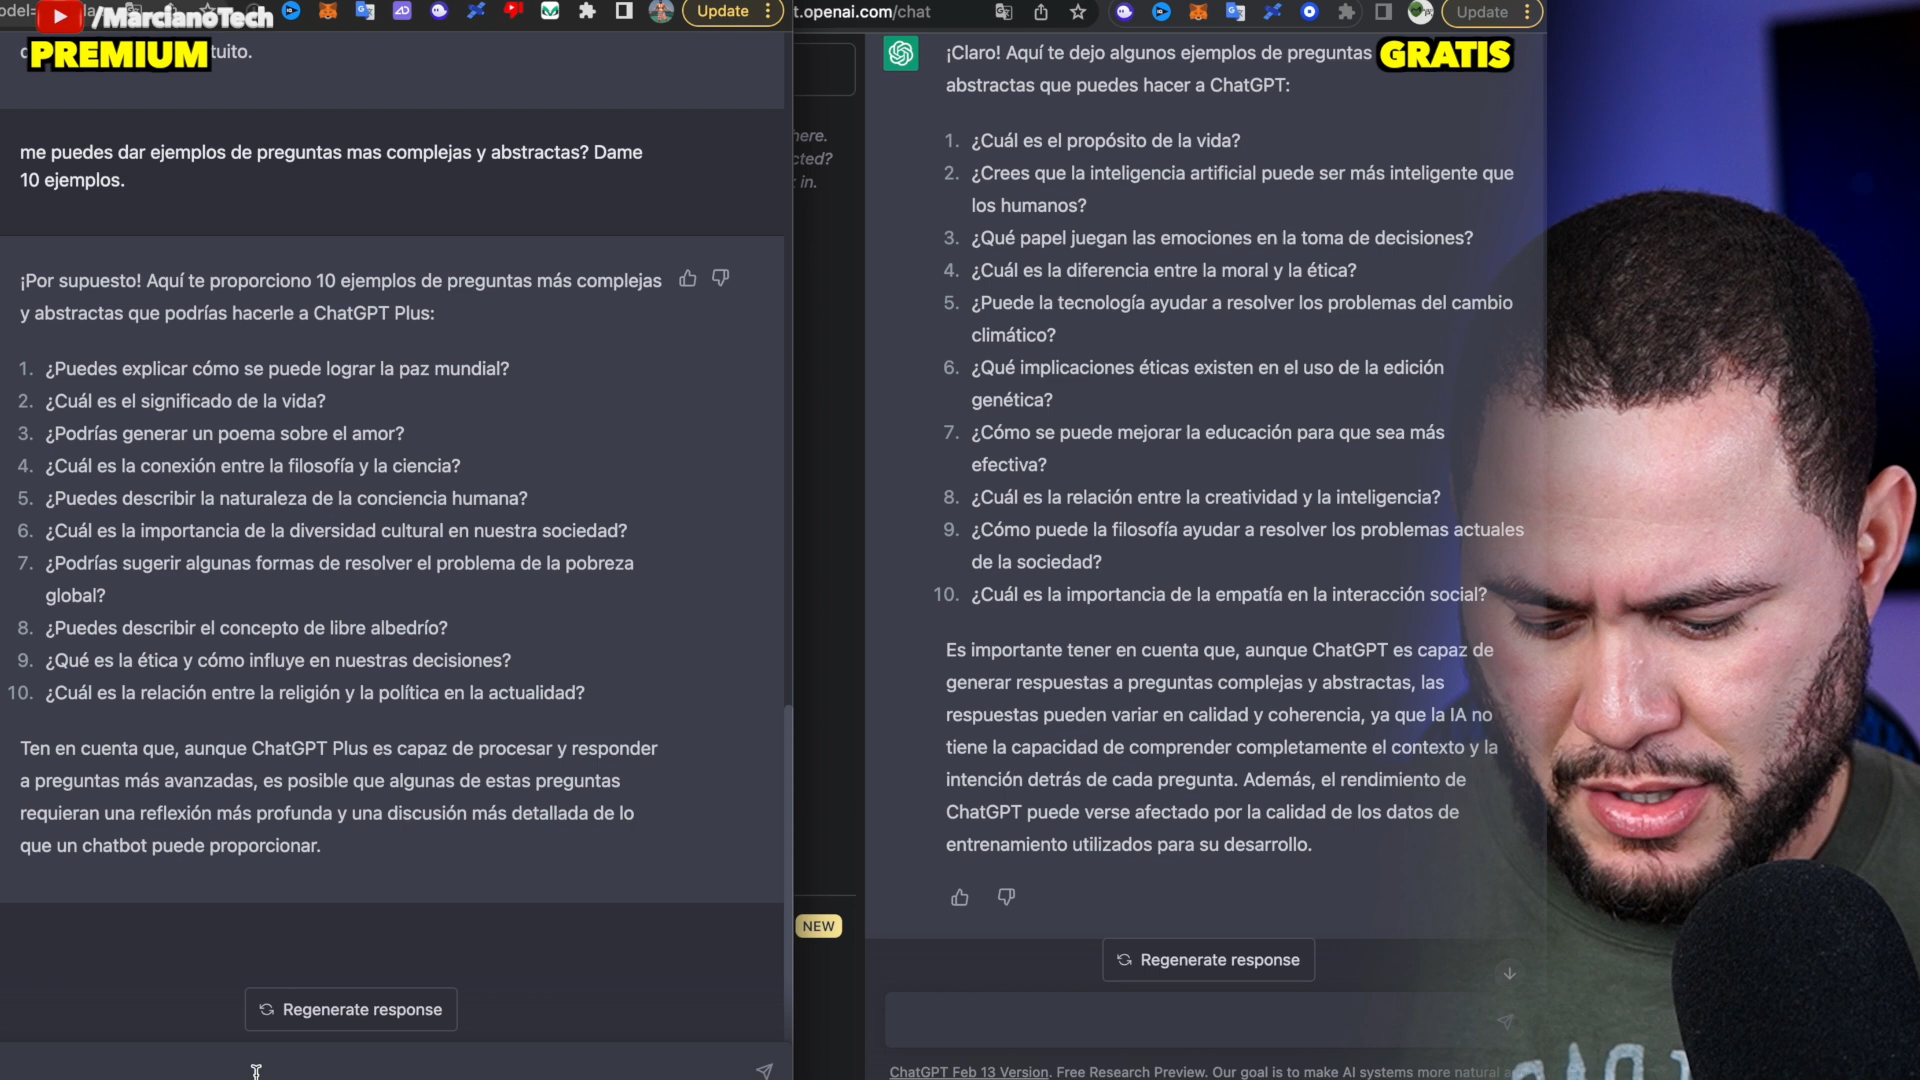 /MarcianoTech
Update
PREMIUM
tuito.
me puedes dar ejemplos de preguntas mas complejas y abstractas? Dame
10 ejemplos.
¡Por supuesto! Aquí te proporciono 10 ejemplos de preguntas más complejas
y abstractas que podrías hacerle a ChatGPT Plus:
1. ¿Puedes explicar cómo se puede lograr la paz mundial?
2. ¿Cuál es el significado de la vida?
3. ¿Podrías generar un poema sobre el amor?
4. ¿Cuál es la conexión entre la filosofía y la ciencia?
5. ¿Puedes describir la naturaleza de la conciencia humana?
6. ¿Cuál es la importancia de la diversidad cultural en nuestra sociedad?
7. ¿Podrías sugerir algunas formas de resolver el problema de la pobreza
global?
8. ¿Puedes describir el concepto de libre albedrío?
9. ¿Qué es la ética y cómo influye en nuestras decisiones?
10. ¿Cuál es la relación entre la religión y la política en la actualidad?
Ten en cuenta que, aunque ChatGPT Plus es capaz de procesar y responder
a preguntas más avanzadas, es posible que algunas de estas preguntas
requieran una reflexión más profunda y una discusión más detallada de lo
que un chatbot puede proporcionar.
Regenerate response
t.openai.com/chat
Update
here.
cted?
in.
NEW
¡Claro! Aquí te dejo algunos ejemplos de preguntas
GRATIS
abstractas que puedes hacer a ChatGPT:
1. ¿Cuál es el propósito de la vida?
2. ¿Crees que la inteligencia artificial puede ser más inteligente que
los humanos?
3. ¿Qué papel juegan las emociones en la toma de decisiones?
4. ¿Cuál es la diferencia entre la moral y la ética?
5. ¿Puede la tecnología ayudar a resolver los problemas del cambio
climático?
6. ¿Qué implicaciones éticas existen en el uso de la edición
genética?
7. ¿Cómo se puede mejorar la educación para que sea más
efectiva?
8. ¿Cuál es la relación entre la creatividad y la inteligencia?
9. ¿Cómo puede la filosofía ayudar a resolver los problemas actuales
de la sociedad?
10. ¿Cuál es la importancia de la empatía en la interacción social?
Es importante tener en cuenta que, aunque ChatGPT es capaz de
generar respuestas a preguntas complejas y abstractas, las
respuestas pueden variar en calidad y coherencia, ya que la IA no
tiene la capacidad de comprender completamente el contexto y la
intención detrás de cada pregunta. Además, el rendimiento de
ChatGPT puede verse afectado por la calidad de los datos de
entrenamiento utilizados para su desarrollo.
Regenerate response
ChatGPT Feb 13 Version. Free Research Preview. Our goal is to make AI systems more natural